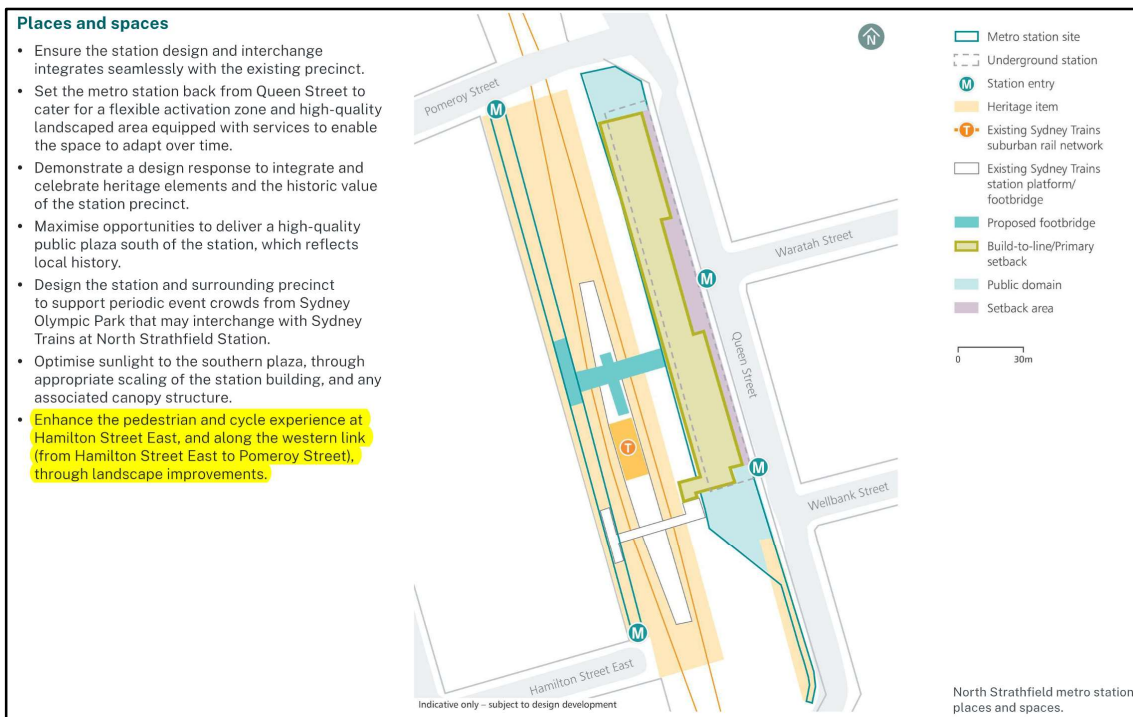 Places and spaces
• Ensure the station design and interchange
integrates seamlessly with the existing precinct.
• Set the metro station back from Queen Street to
cater for a flexible activation zone and high-quality
landscaped area equipped with services to enable
the space to adapt over time.
• Demonstrate a design response to integrate and
celebrate heritage elements and the historic value
of the station precinct.
• Maximise opportunities to deliver a high-quality
public plaza south of the station, which reflects
local history.
• Design the station and surrounding precinct
to support periodic event crowds from Sydney
Olympic Park that may interchange with Sydney
Trains at North Strathfield Station.
• Optimise sunlight to the southern plaza, through
appropriate scaling of the station building, and any
associated canopy structure.
• Enhance the pedestrian and cycle experience at
Hamilton Street East, and along the western link
(from Hamilton Street East to Pomeroy Street),
through landscape improvements.
N
Pomeroy Street
M
Waratah Street
M
Queen Street
T
M
Wellbank Street
M
Hamilton Street East
Indicative only – subject to design development
Metro station site
Underground station
M Station entry
Heritage item
T Existing Sydney Trains
suburban rail network
Existing Sydney Trains
station platform/
footbridge
Proposed footbridge
Build-to-line/Primary
setback
Public domain
Setback area
0 30m
North Strathfield metro station
places and spaces.